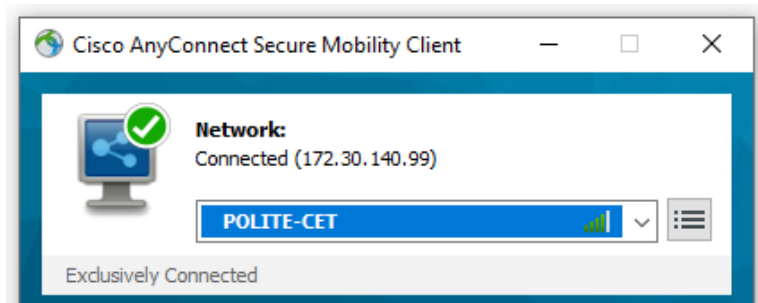 Cisco AnyConnect Secure Mobility Client
Network:
Connected (172.30.140.99)
POLITE-CET
Exclusively Connected